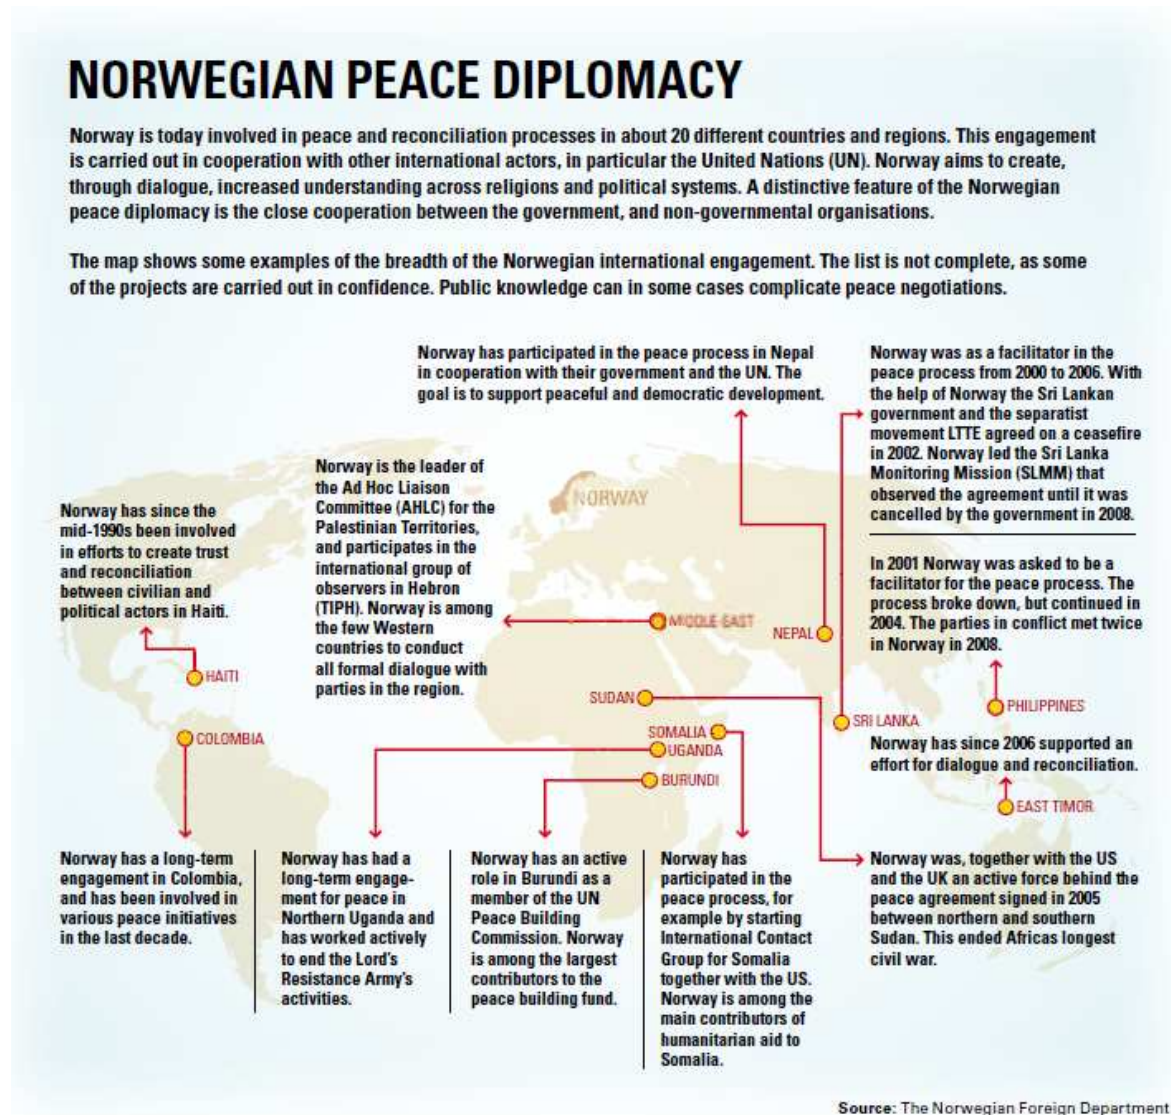 NORWEGIAN PEACE DIPLOMACY
Norway is today involved in peace and reconciliation processes in about 20 different countries and regions. This engagement
is carried out in cooperation with other international actors, in particular the United Nations (UN). Norway aims to create,
through dialogue, increased understanding across religions and political systems. A distinctive feature of the Norwegian
peace diplomacy is the close cooperation between the government, and non-governmental organisations.
The map shows some examples of the breadth of the Norwegian international engagement. The list is not complete, as some
of the projects are carried out in confidence. Public knowledge can in some cases complicate peace negotiations.
Norway has participated in the peace process in Nepal
in cooperation with their government and the UN. The
goal is to support peaceful and democratic development.
Norway was as a facilitator in the
peace process from 2000 to 2006. With
the help of Norway the Sri Lankan
government and the separatist
movement LTTE agreed on a ceasefire
in 2002. Norway led the Sri Lanka
Monitoring Mission (SLMM) that
observed the agreement until it was
cancelled by the government in 2008.
Norway is the leader of
the Ad Hoc Liaison
Committee (AHLC) for the
Palestinian Territories,
and participates in the
international group of
observers in Hebron
(TIPH). Norway is among
the few Western
countries to conduct
all formal dialogue with
parties in the region.
NORWAY
Norway has since the
mid-1990s been involved
in efforts to create trust
and reconciliation
between civilian and
political actors in Haiti.
In 2001 Norway was asked to be a
facilitator for the peace process. The
process broke down, but continued in
2004. The parties in conflict met twice
in Norway in 2008.
MIDDLE EAST
NEPAL
HAITI
SUDAN
PHILIPPINES
SRI LANKA
COLOMBIA
SOMALIA
UGANDA
BURUNDI
Norway has since 2006 supported an
effort for dialogue and reconciliation.
EAST TIMOR
Norway has a long-term
engagement in Colombia,
and has been involved in
various peace initiatives
in the last decade.
Norway has had a
long-term engage-
ment for peace in
Northern Uganda and
has worked actively
to end the Lord's
Resistance Army's
activities.
Norway has an active
role in Burundi as a
member of the UN
Peace Building
Commission. Norway
is among the largest
contributors to the
peace building fund.
Norway has
participated in the
peace process, for
example by starting
International Contact
Group for Somalia
together with the US.
Norway is among the
main contributors of
humanitarian aid to
Somalia.
Norway was, together with the US
and the UK an active force behind the
peace agreement signed in 2005
between northern and southern
Sudan. This ended Africas longest
civil war.
Source: The Norwegian Foreign Department